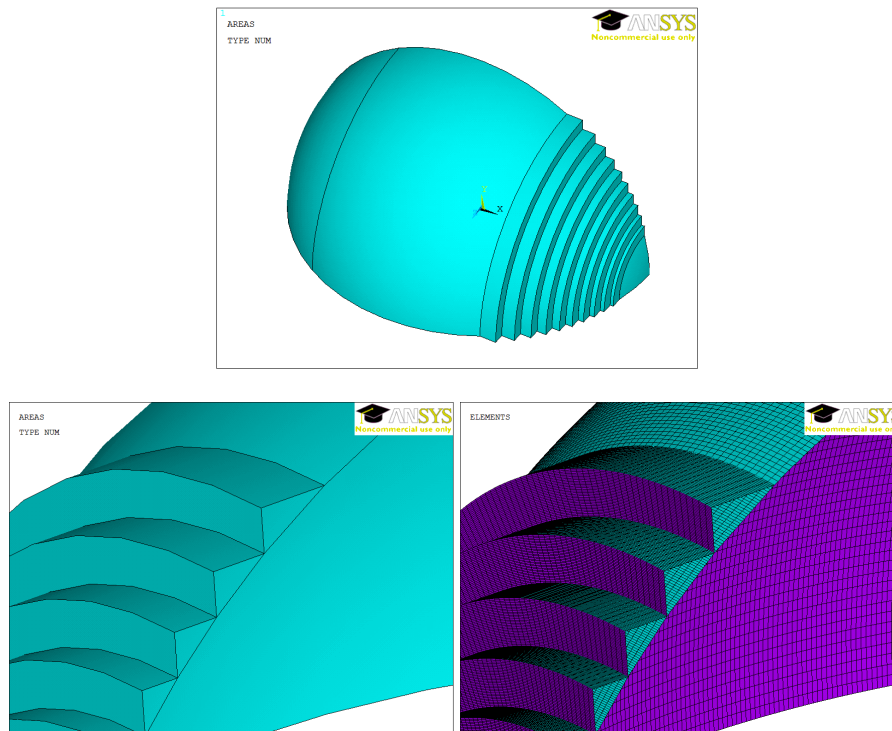 1
AREAS
TYPE NUM
ANSYS
Noncommercial use only
Y
X
AREAS
TYPE NUM
ANSYS
Noncommercial use only
ELEMENTS
ANSY
Noncommercial use only